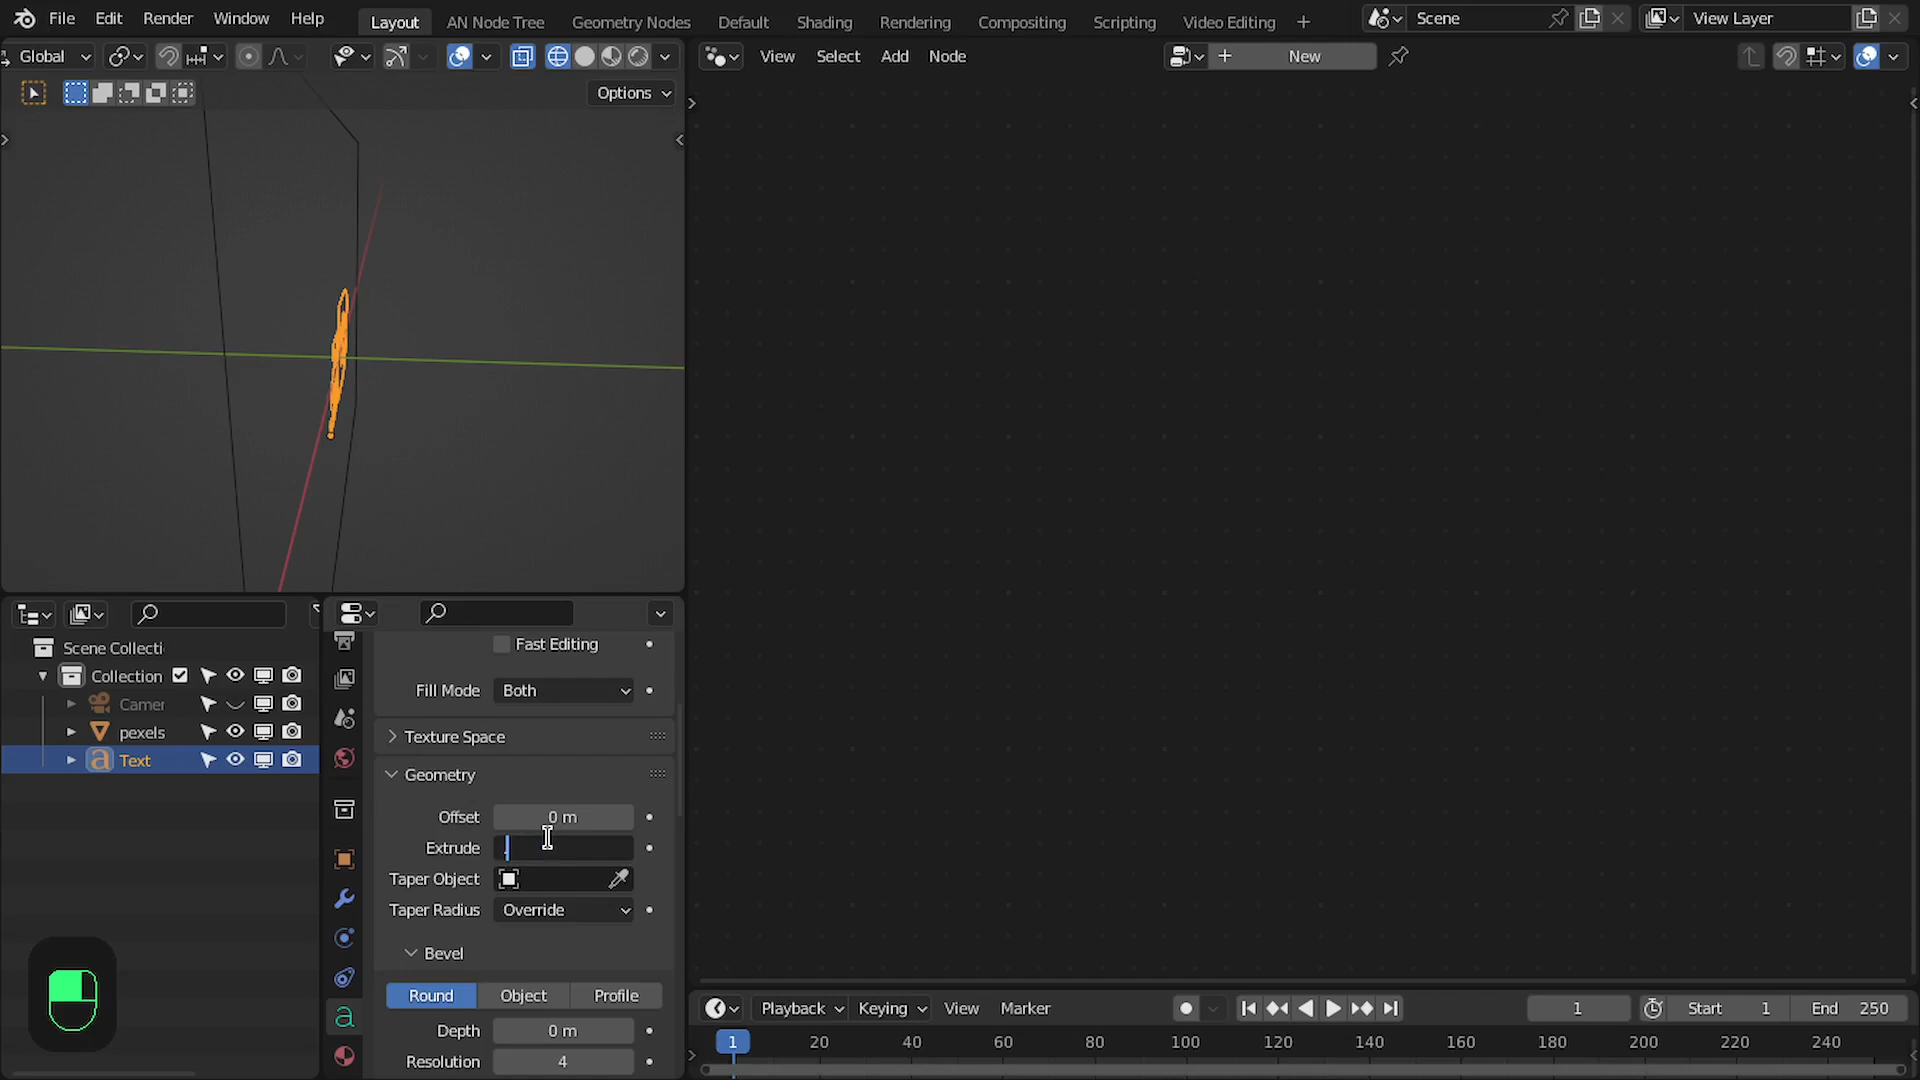 File Edit Render Window Help
Layout AN Node Tree Geometry Nodes Default Shading Rendering Compositing Scripting Video Editing +
Scene View Layer
Global
View Select Add Node
+ New
Options
Scene Collecti
Collection
Camer
pexels
Text
Fast Editing
Fill Mode Both
Texture Space
Geometry
Offset 0 m
Extrude
Taper Object
Taper Radius Override
Bevel
Round Object Profile
Depth 0 m
Resolution 4
Playback Keying View Marker
1 Start 1 End 250
1 20 40 60 80 100 120 140 160 180 200 220 240